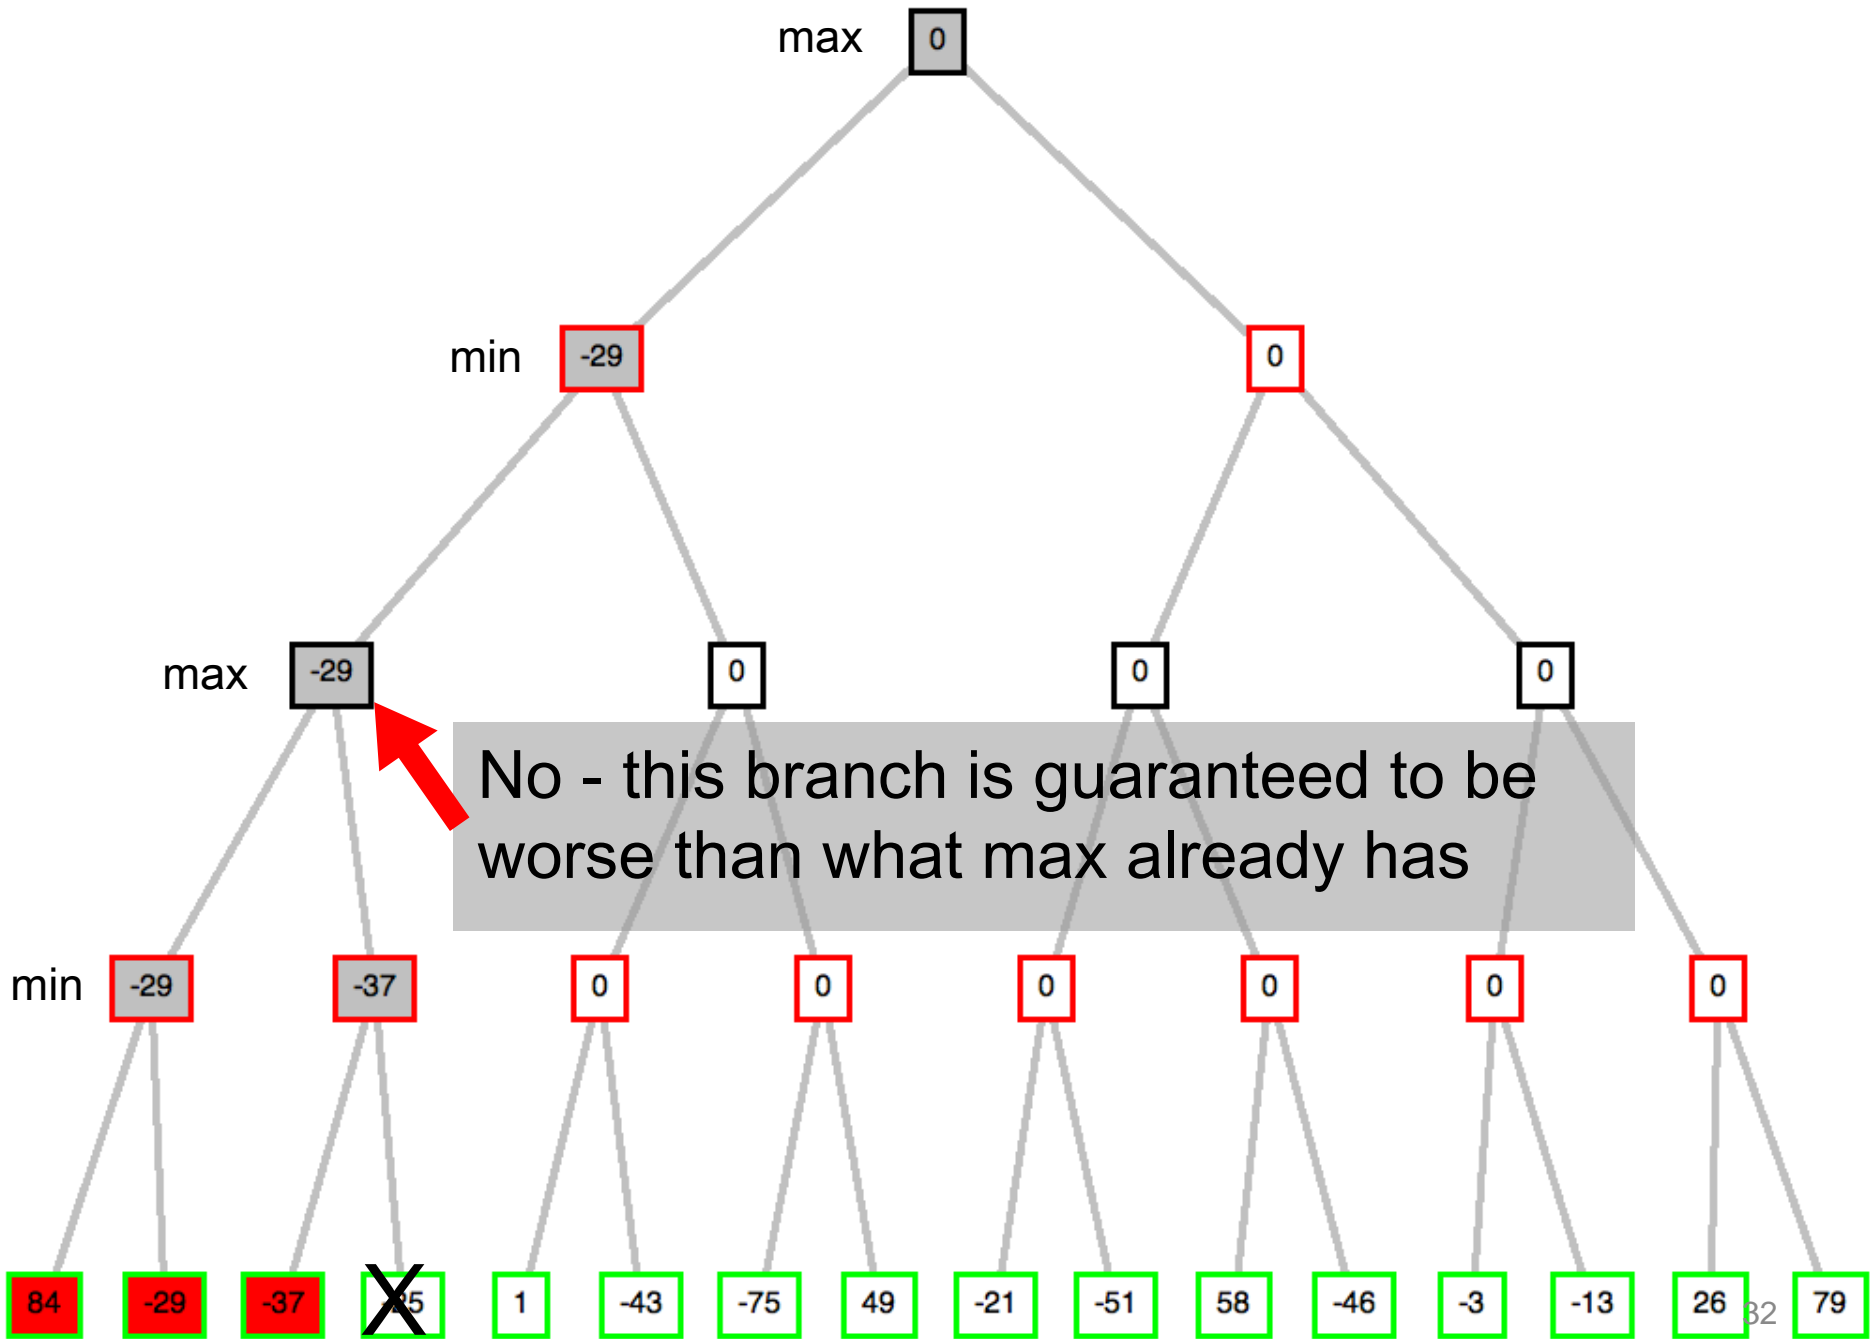 max 0
min -29 0
max -29 0 0 0
No - this branch is guaranteed to be
worse than what max already has
min -29 -37 0 0 0 0 0 0
84 -29 -37 X 1 -43 -75 49 -21 -51 58 -46 -3 -13 26 32 79